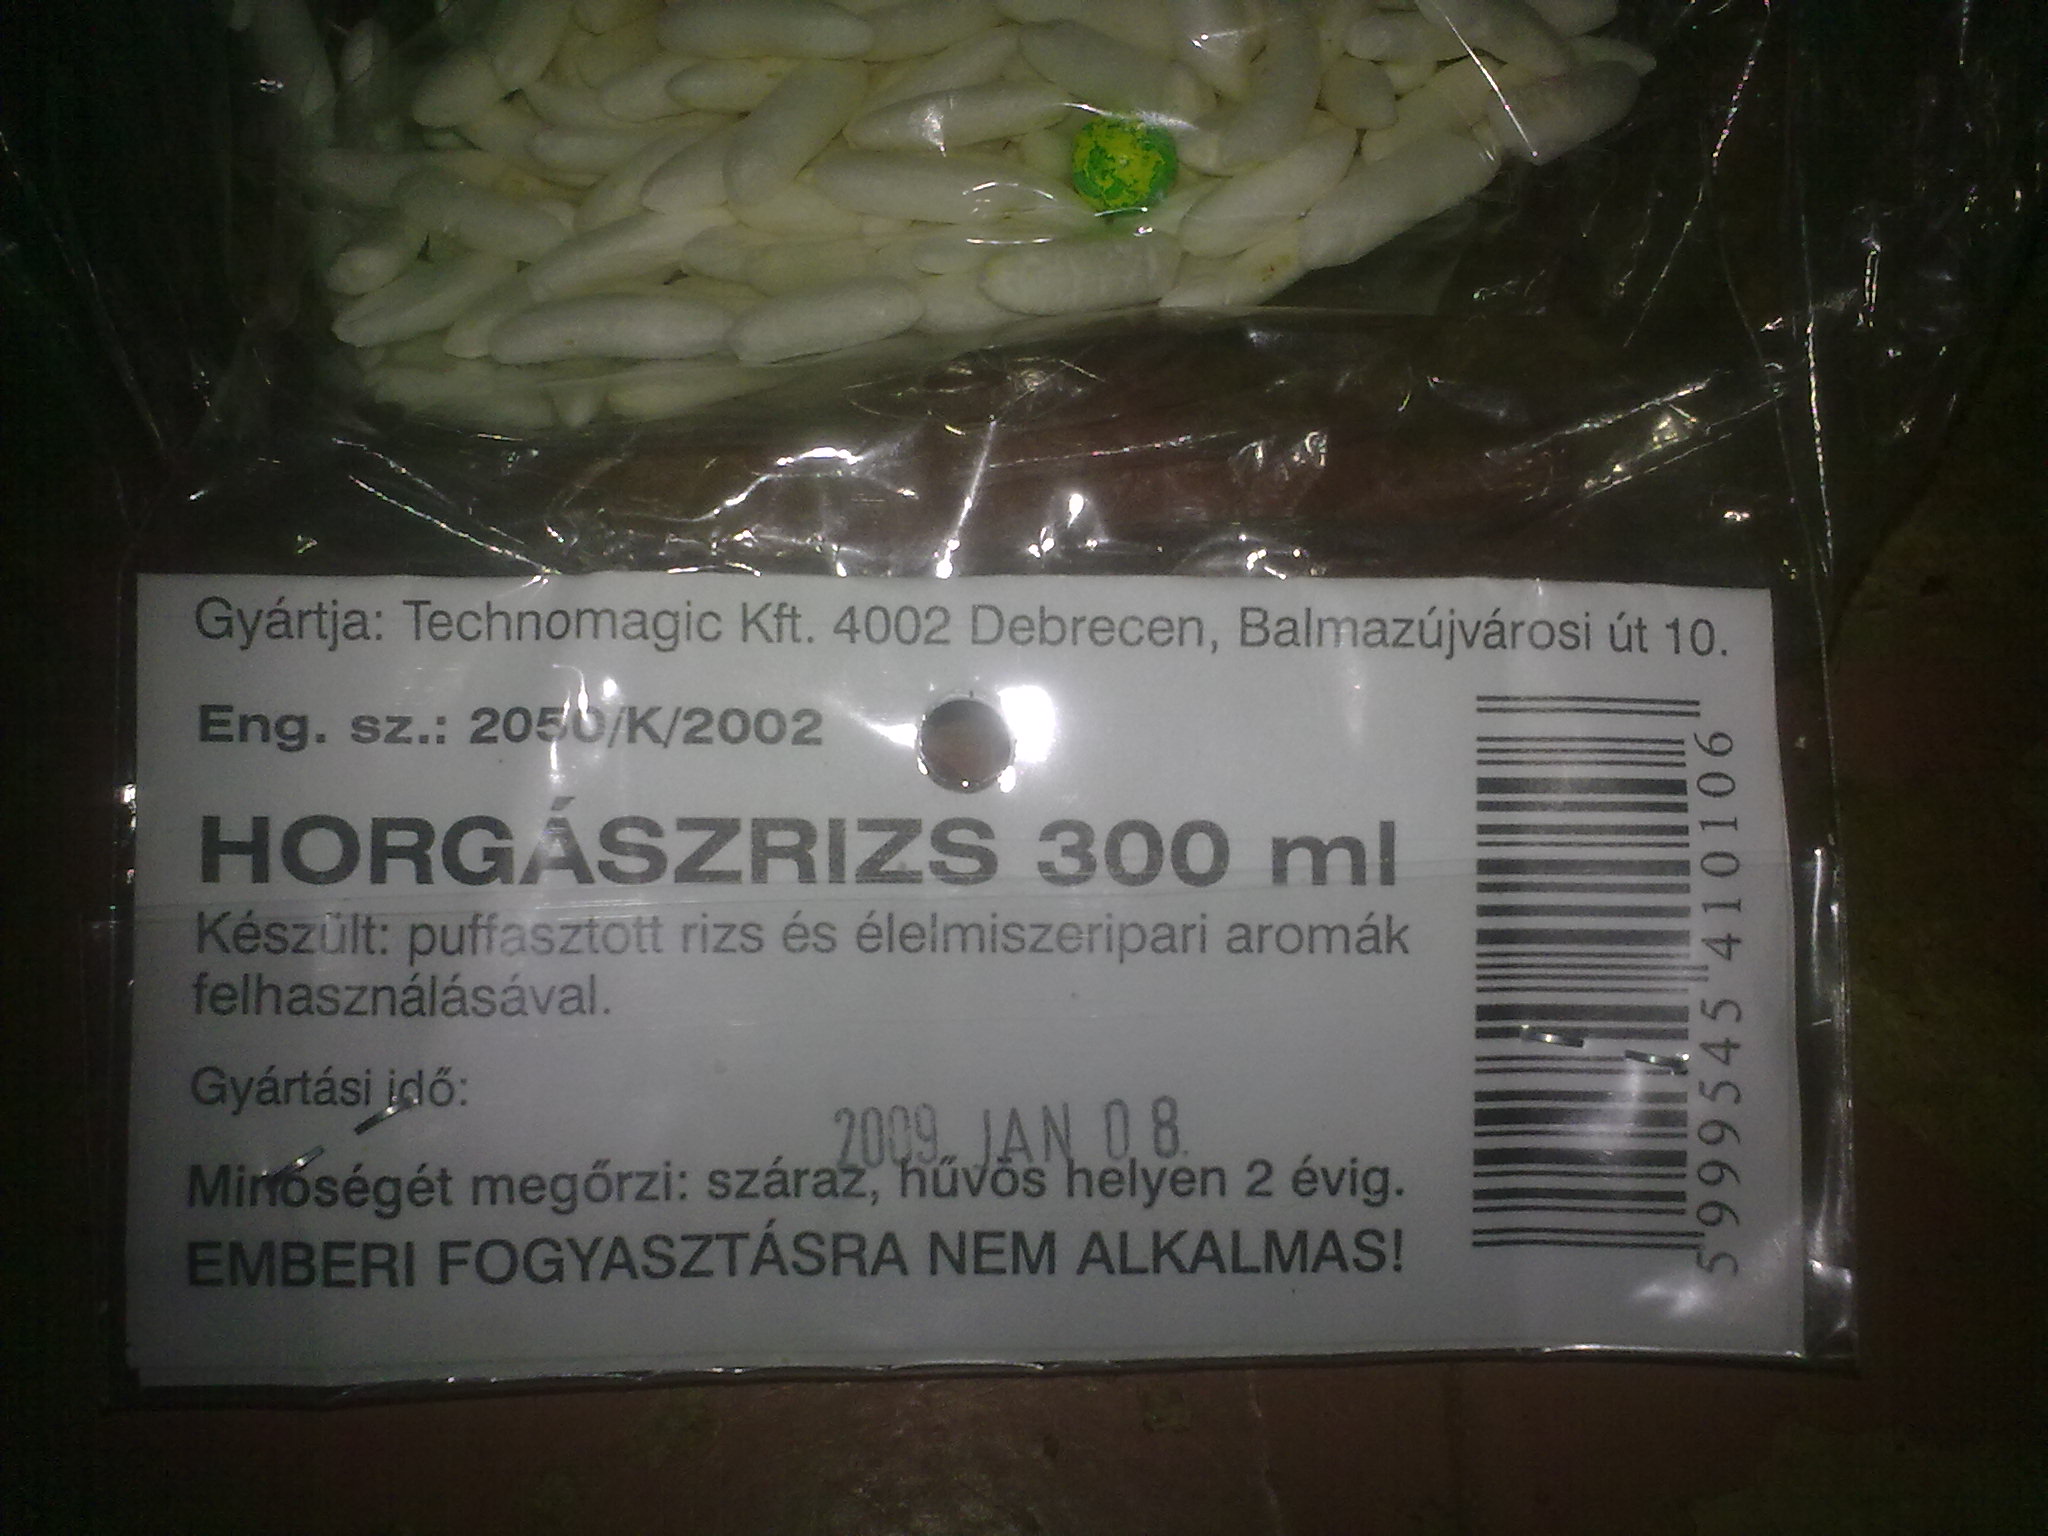 Gyártja: Technomagic Kft. 4002 Debrecen, Balmazújvárosi út 10.
Eng. sz.: 2050/K/2002
HORGÁSZRIZS 300 ml
Készült: puffasztott rizs és élelmiszeripari aromák
felhasználásával.
Gyártási idő:
2009. JAN 08.
Minőségét megőrzi: száraz, hűvös helyen 2 évig.
EMBERI FOGYASZTÁSRA NEM ALKALMAS!
5999545410106